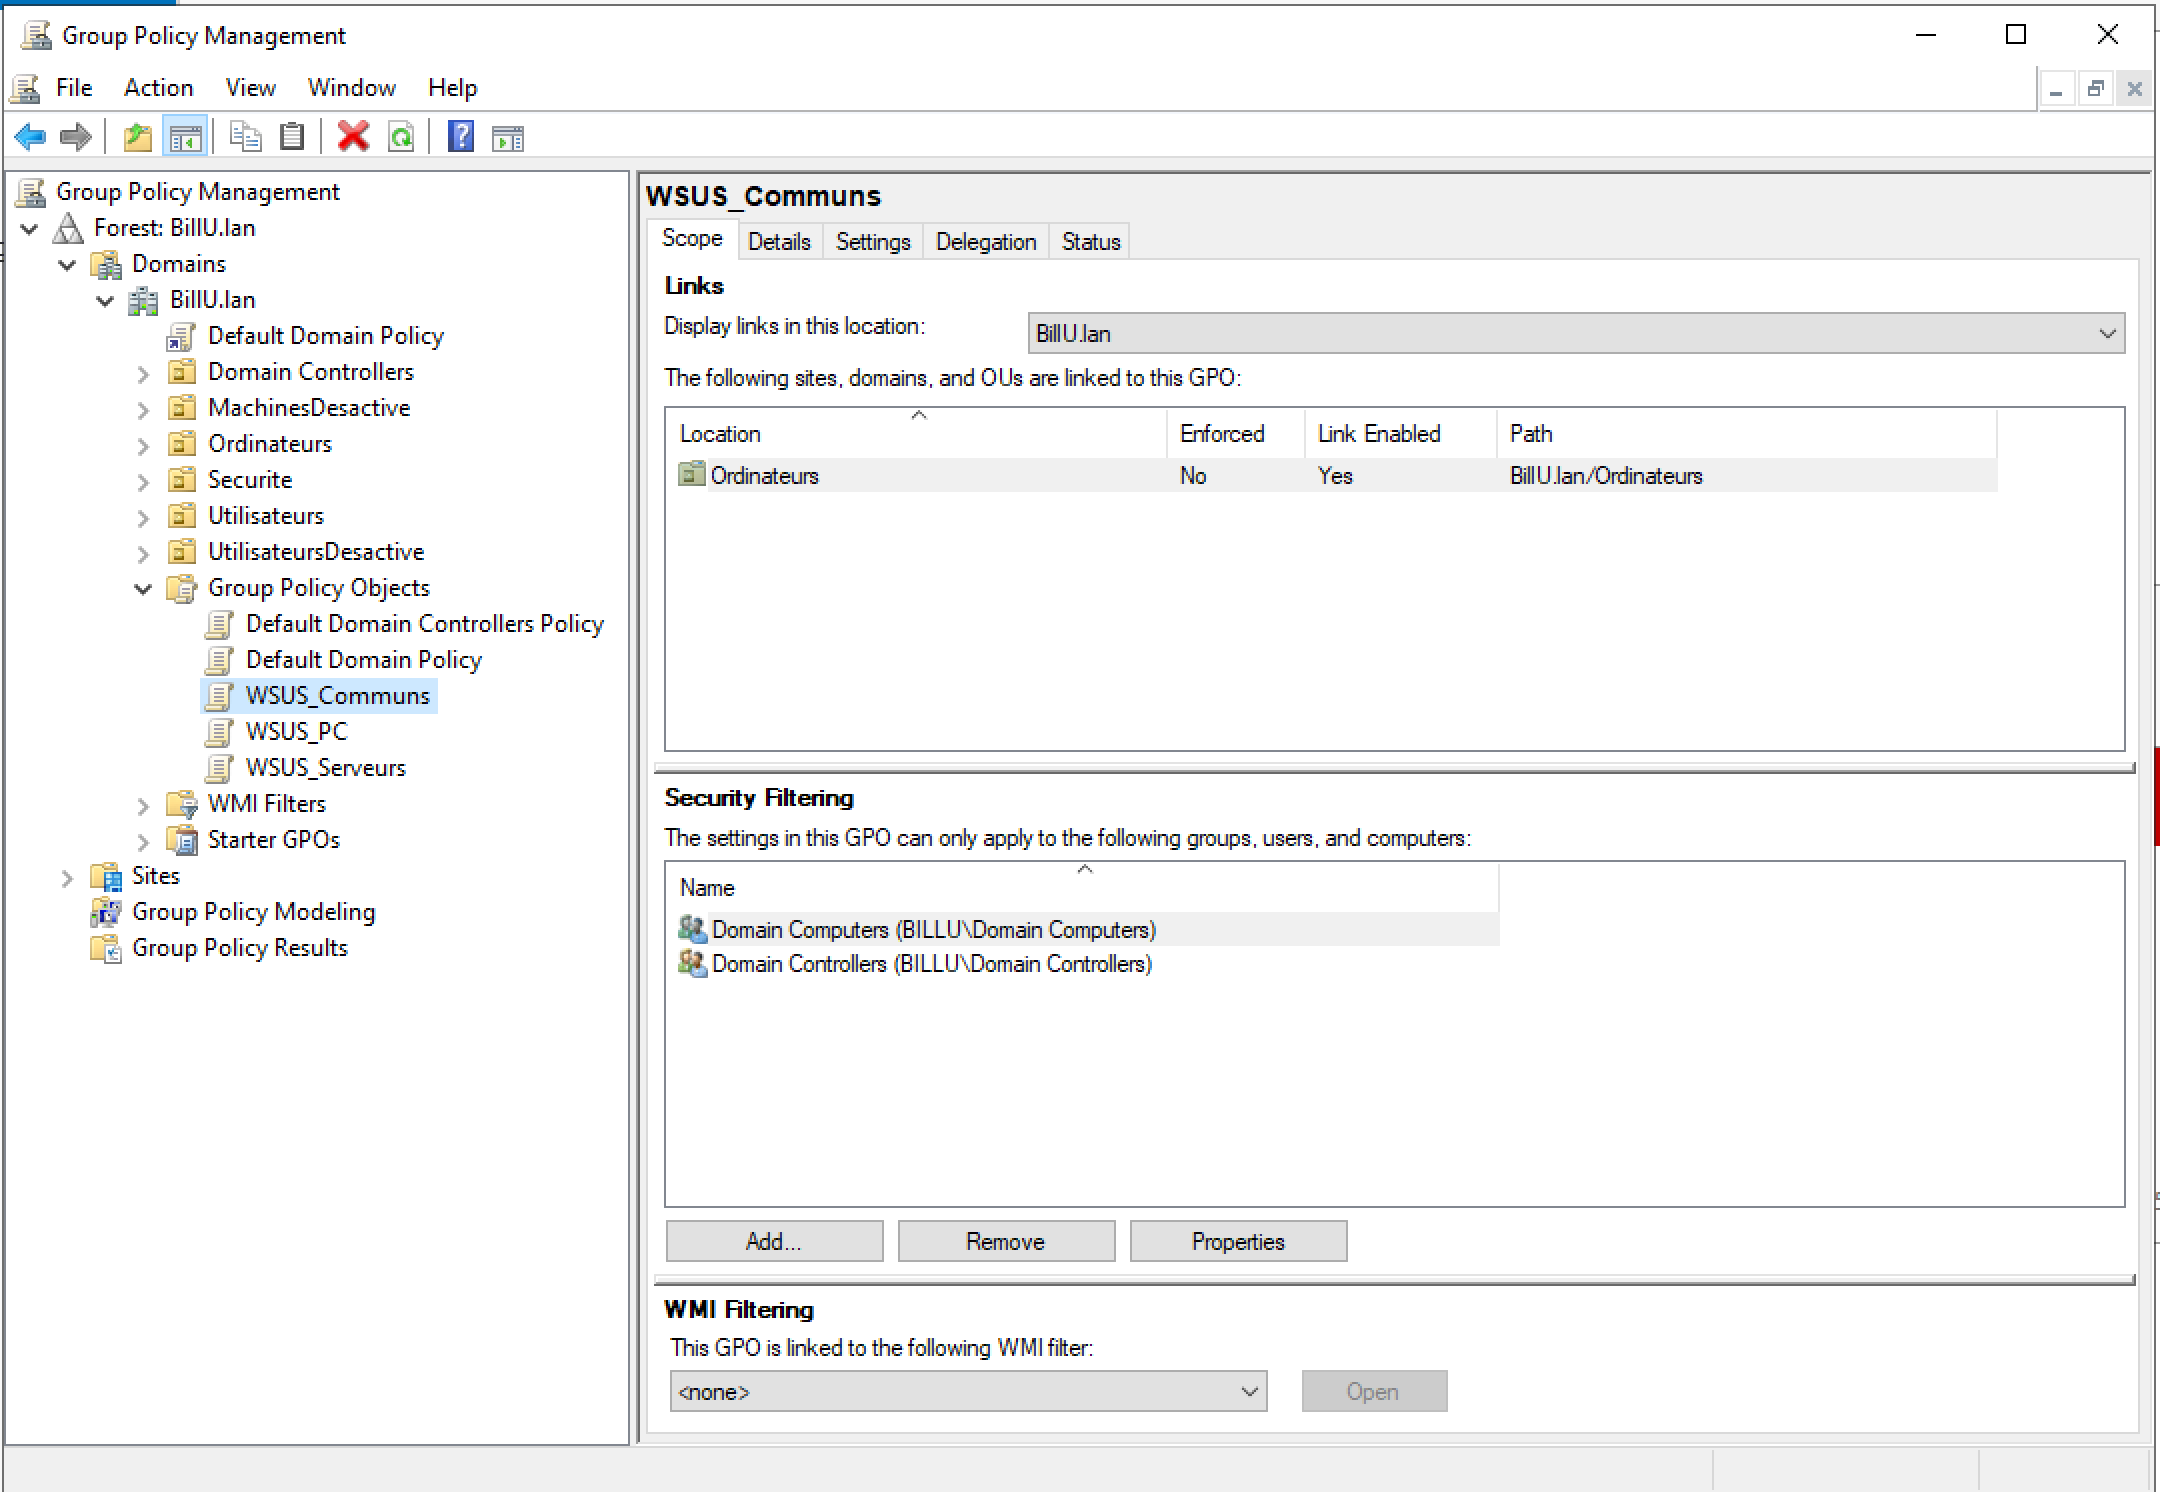 Group Policy Management
File Action View Window Help
Group Policy Management
Forest: BillU.lan
Domains
BillU.lan
Default Domain Policy
Domain Controllers
MachinesDesactive
Ordinateurs
Securite
Utilisateurs
UtilisateursDesactive
Group Policy Objects
Default Domain Controllers Policy
Default Domain Policy
WSUS_Communs
WSUS_PC
WSUS_Serveurs
WMI Filters
Starter GPOs
Sites
Group Policy Modeling
Group Policy Results
WSUS_Communs
Scope Details Settings Delegation Status
Links
Display links in this location: BillU.lan
The following sites, domains, and OUs are linked to this GPO:
Location Enforced Link Enabled Path
Ordinateurs No Yes BillU.lan/Ordinateurs
Security Filtering
The settings in this GPO can only apply to the following groups, users, and computers:
Name
Domain Computers (BILLU\Domain Computers)
Domain Controllers (BILLU\Domain Controllers)
Add... Remove Properties
WMI Filtering
This GPO is linked to the following WMI filter:
<none> Open